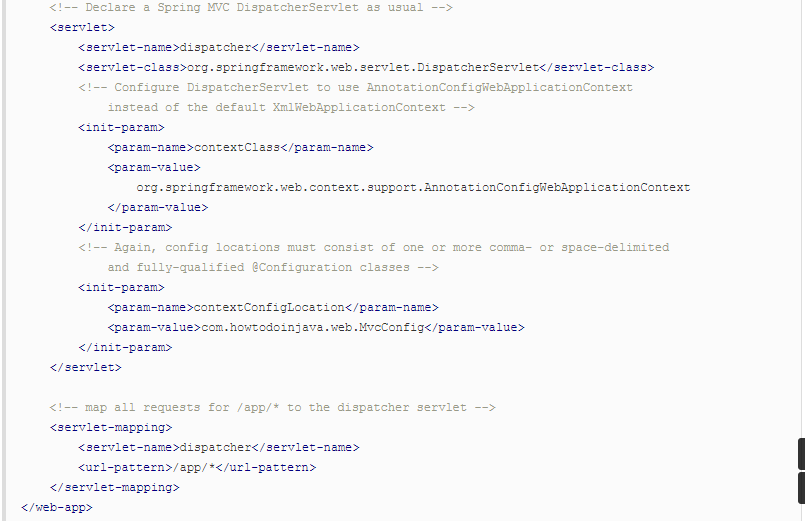 <!-- Declare a Spring MVC DispatcherServlet as usual -->
<servlet>
<servlet-name>dispatcher</servlet-name>
<servlet-class>org.springframework.web.servlet.DispatcherServlet</servlet-class>
<!-- Configure DispatcherServlet to use AnnotationConfigWebApplicationContext
instead of the default XmlWebApplicationContext -->
<init-param>
<param-name>contextClass</param-name>
<param-value>
org.springframework.web.context.support.AnnotationConfigWebApplicationContext
</param-value>
</init-param>
<!-- Again, config locations must consist of one or more comma- or space-delimited
and fully-qualified @Configuration classes -->
<init-param>
<param-name>contextConfigLocation</param-name>
<param-value>com.howtodoinjava.web.MvcConfig</param-value>
</init-param>
</servlet>
<!-- map all requests for /app/* to the dispatcher servlet -->
<servlet-mapping>
<servlet-name>dispatcher</servlet-name>
<url-pattern>/app/*</url-pattern>
</servlet-mapping>
</web-app>